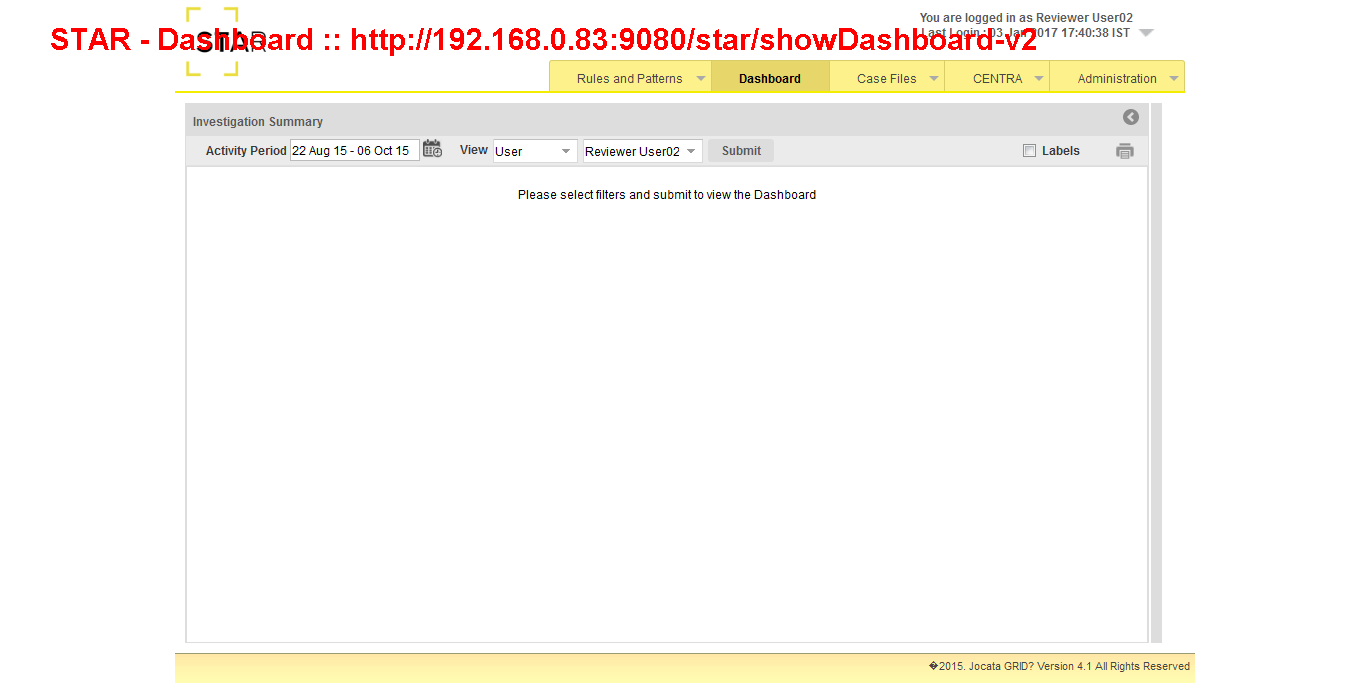 You are logged in as Reviewer User02
STAR
STAR - Dashboard :: http://192.168.0.83:9080/star/showDashboard-v2
Last Login : 03 Jan 2017 17:40:38 IST
Rules and Patterns Dashboard Case Files CENTRA Administration
Investigation Summary
Activity Period 22 Aug 15 - 06 Oct 15 View User Reviewer User02 Submit Labels
Please select filters and submit to view the Dashboard
�2015. Jocata GRID? Version 4.1 All Rights Reserved